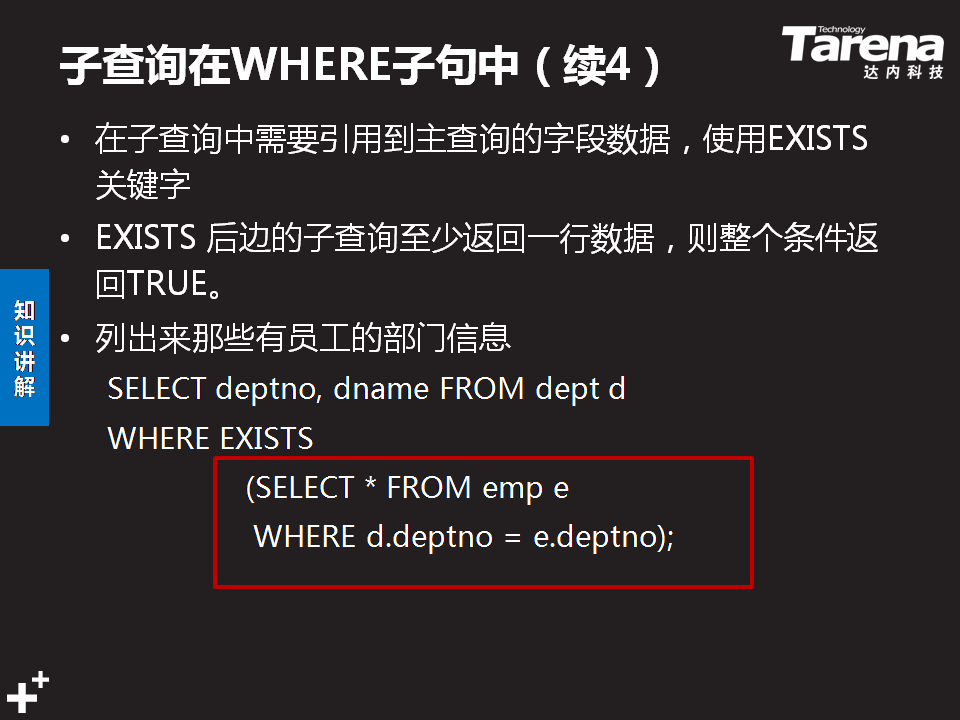 子查询在WHERE子句中（续4）
Technology
Tarena
达内科技
• 在子查询中需要引用到主查询的字段数据，使用EXISTS
关键字
• EXISTS 后边的子查询至少返回一行数据，则整个条件返
回TRUE。
知识讲解
• 列出来那些有员工的部门信息
SELECT deptno, dname FROM dept d
WHERE EXISTS
(SELECT * FROM emp e
WHERE d.deptno = e.deptno);